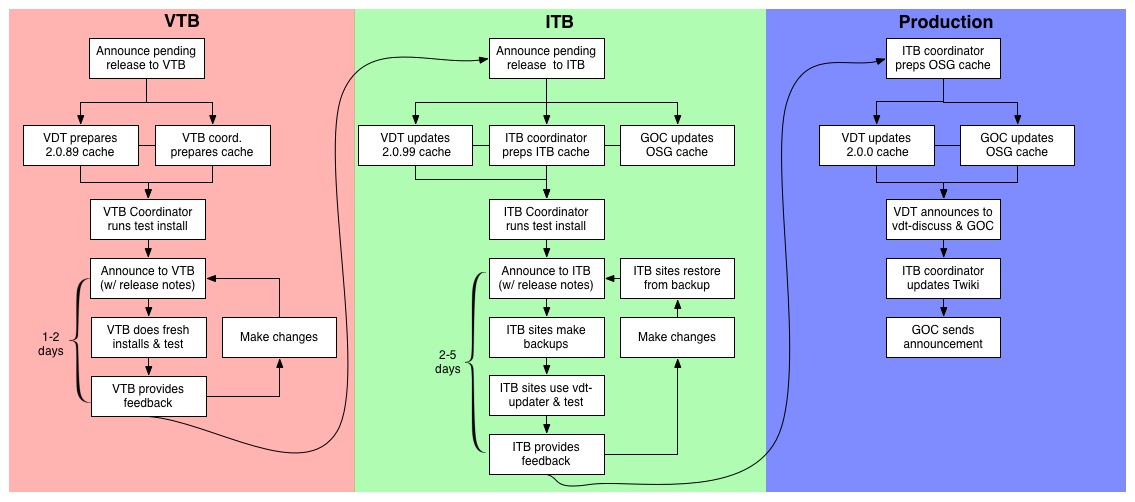 VTB
Announce pending
release to VTB
VDT prepares
2.0.89 cache
VTB coord.
prepares cache
VTB Coordinator
runs test install
Announce to VTB
(w/ release notes)
1-2
days
VTB does fresh
installs & test
Make changes
VTB provides
feedback
ITB
Announce pending
release to ITB
VDT updates
2.0.99 cache
ITB coordinator
preps ITB cache
GOC updates
OSG cache
ITB Coordinator
runs test install
Announce to ITB
(w/ release notes)
ITB sites restore
from backup
2-5
days
ITB sites make
backups
Make changes
ITB sites use vdt-
updater & test
ITB provides
feedback
Production
ITB coordinator
preps OSG cache
VDT updates
2.0.0 cache
GOC updates
OSG cache
VDT announces to
vdt-discuss & GOC
ITB coordinator
updates Twiki
GOC sends
announcement